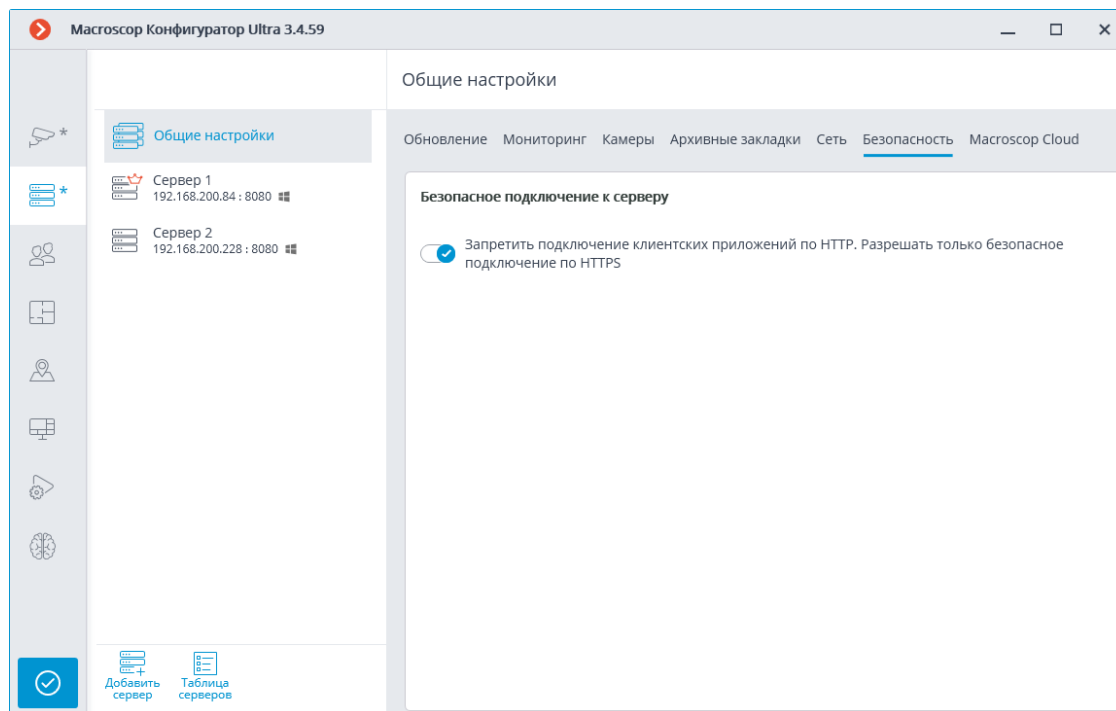 Macroscop Конфигуратор Ultra 3.4.59
Общие настройки
Общие настройки
Обновление Мониторинг Камеры Архивные закладки Сеть Безопасность Macroscop Cloud
Сервер 1
192.168.200.84 : 8080
Сервер 2
192.168.200.228 : 8080
Безопасное подключение к серверу
Запретить подключение клиентских приложений по HTTP. Разрешать только безопасное
подключение по HTTPS
*
*
Добавить
сервер
Таблица
серверов